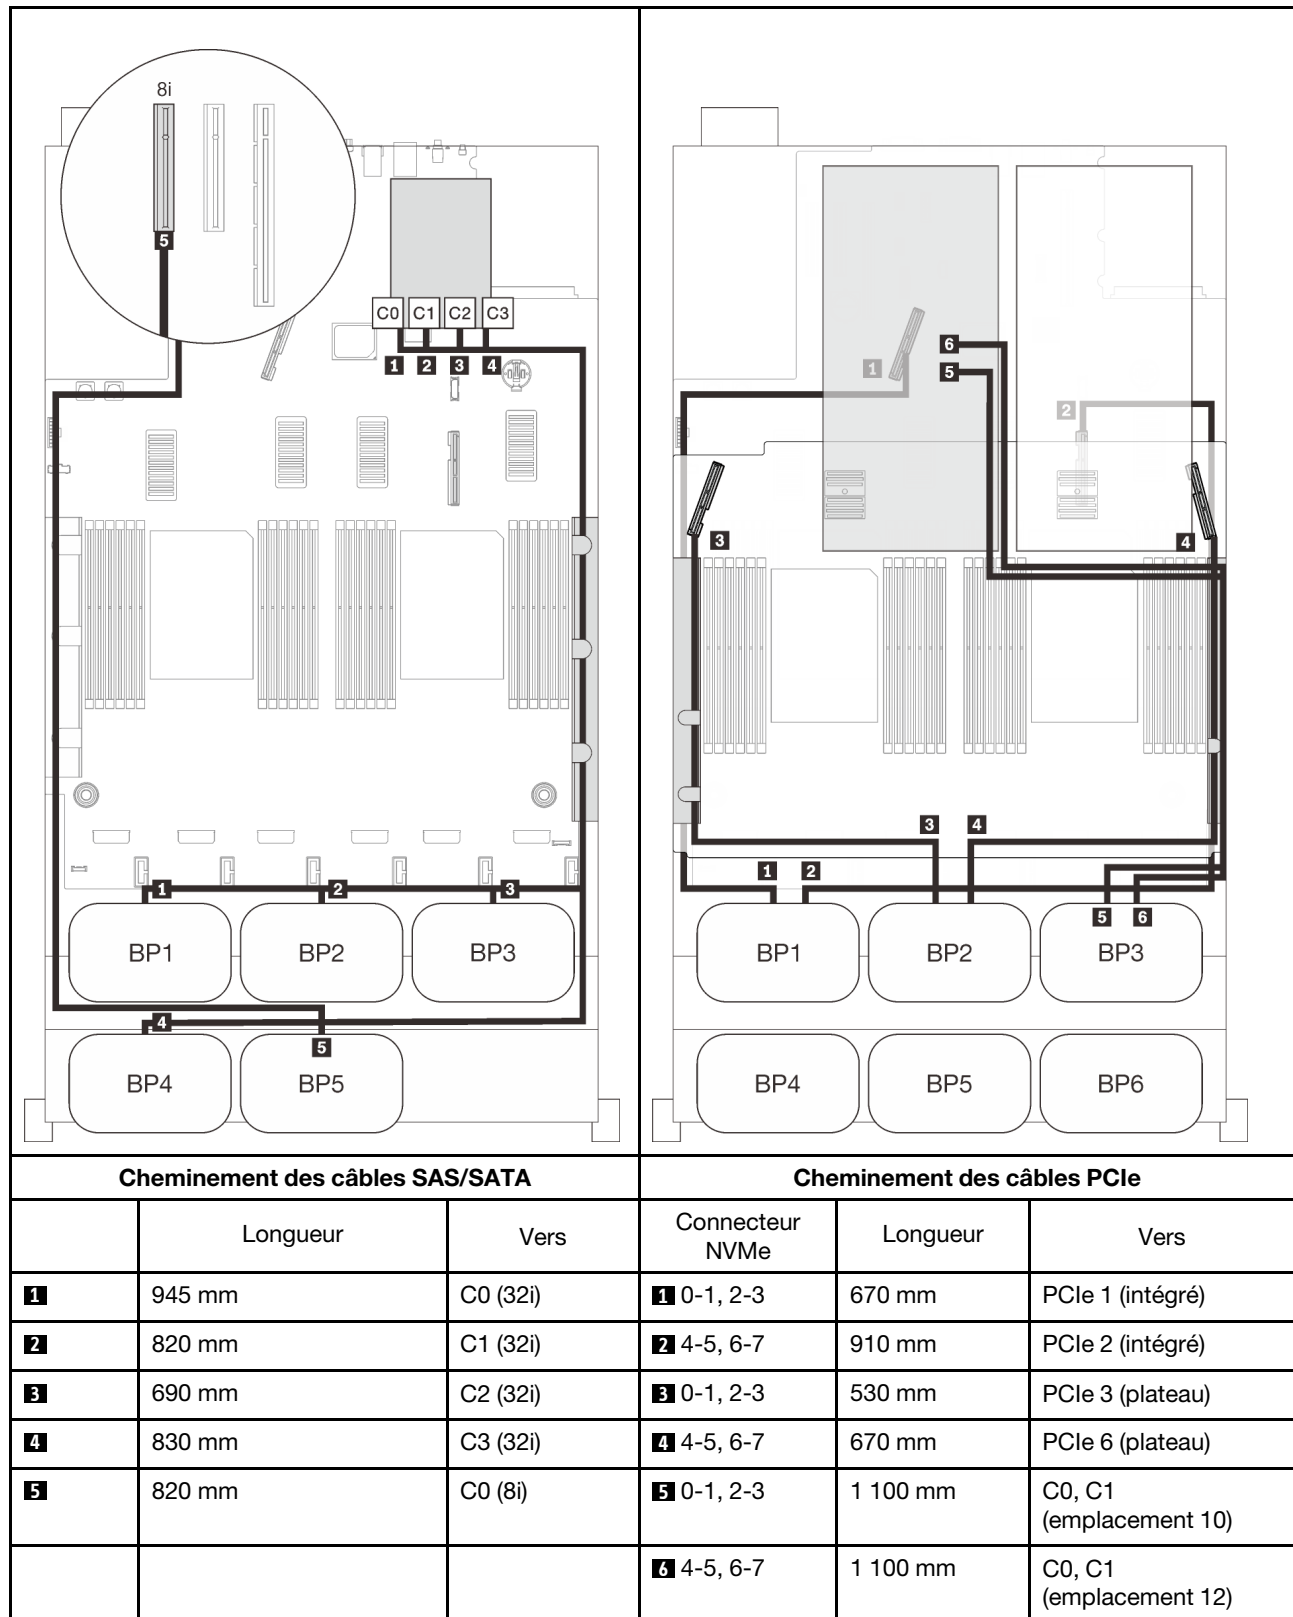 8i
5
C0 C1 C2 C3
1 2 3 4
1 2 3
BP1 BP2 BP3
4
5
BP4 BP5
6
1 5
2
3 4
3 4
1 2
5 6
BP1 BP2 BP3
BP4 BP5 BP6
Cheminement des câbles SAS/SATA
Cheminement des câbles PCIe
Longueur Vers
Connecteur
NVMe
Longueur Vers
1 945 mm C0 (32i) 1 0-1, 2-3 670 mm PCIe 1 (intégré)
2 820 mm C1 (32i) 2 4-5, 6-7 910 mm PCIe 2 (intégré)
3 690 mm C2 (32i) 3 0-1, 2-3 530 mm PCIe 3 (plateau)
4 830 mm C3 (32i) 4 4-5, 6-7 670 mm PCIe 6 (plateau)
5 820 mm C0 (8i) 5 0-1, 2-3 1 100 mm C0, C1
(emplacement 10)
6 4-5, 6-7 1 100 mm C0, C1
(emplacement 12)